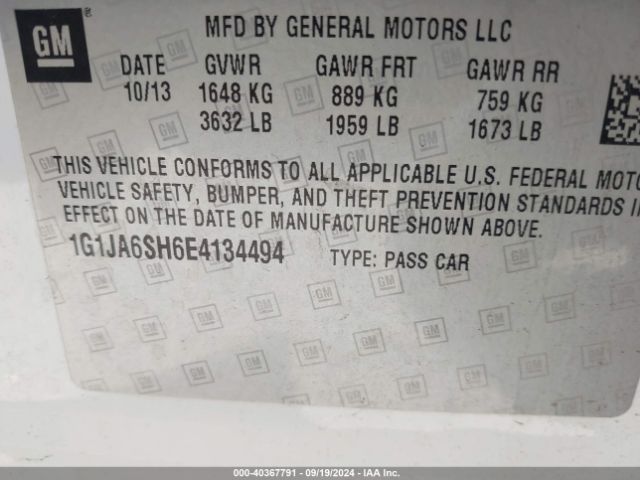 GM
®
MFD BY GENERAL MOTORS LLC
DATE GVWR GAWR FRT GAWR RR
10/13 1648 KG 889 KG 759 KG
3632 LB 1959 LB 1673 LB
THIS VEHICLE CONFORMS TO ALL APPLICABLE U.S. FEDERAL MOTO
VEHICLE SAFETY, BUMPER, AND THEFT PREVENTION STANDARDS I
EFFECT ON THE DATE OF MANUFACTURE SHOWN ABOVE.
1G1JA6SH6E4134494 TYPE: PASS CAR
000-40367791 - 09/19/2024 - IAA Inc.